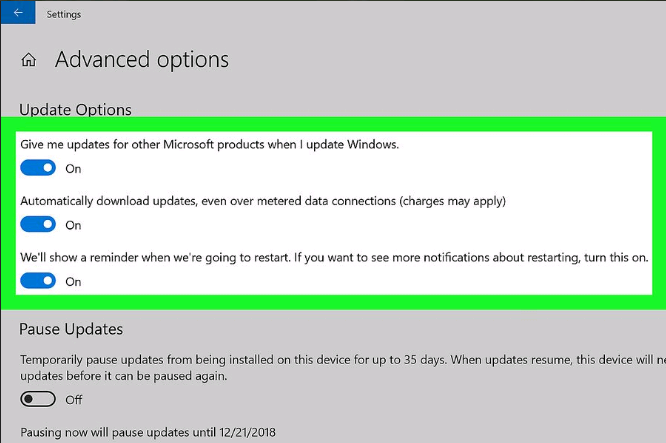 Settings
Advanced options
Update Options
Give me updates for other Microsoft products when I update Windows.
On
Automatically download updates, even over metered data connections (charges may apply)
On
We'll show a reminder when we're going to restart. If you want to see more notifications about restarting, turn this on.
On
Pause Updates
Temporarily pause updates from being installed on this device for up to 35 days. When updates resume, this device will ne
updates before it can be paused again.
Off
Pausing now will pause updates until 12/21/2018